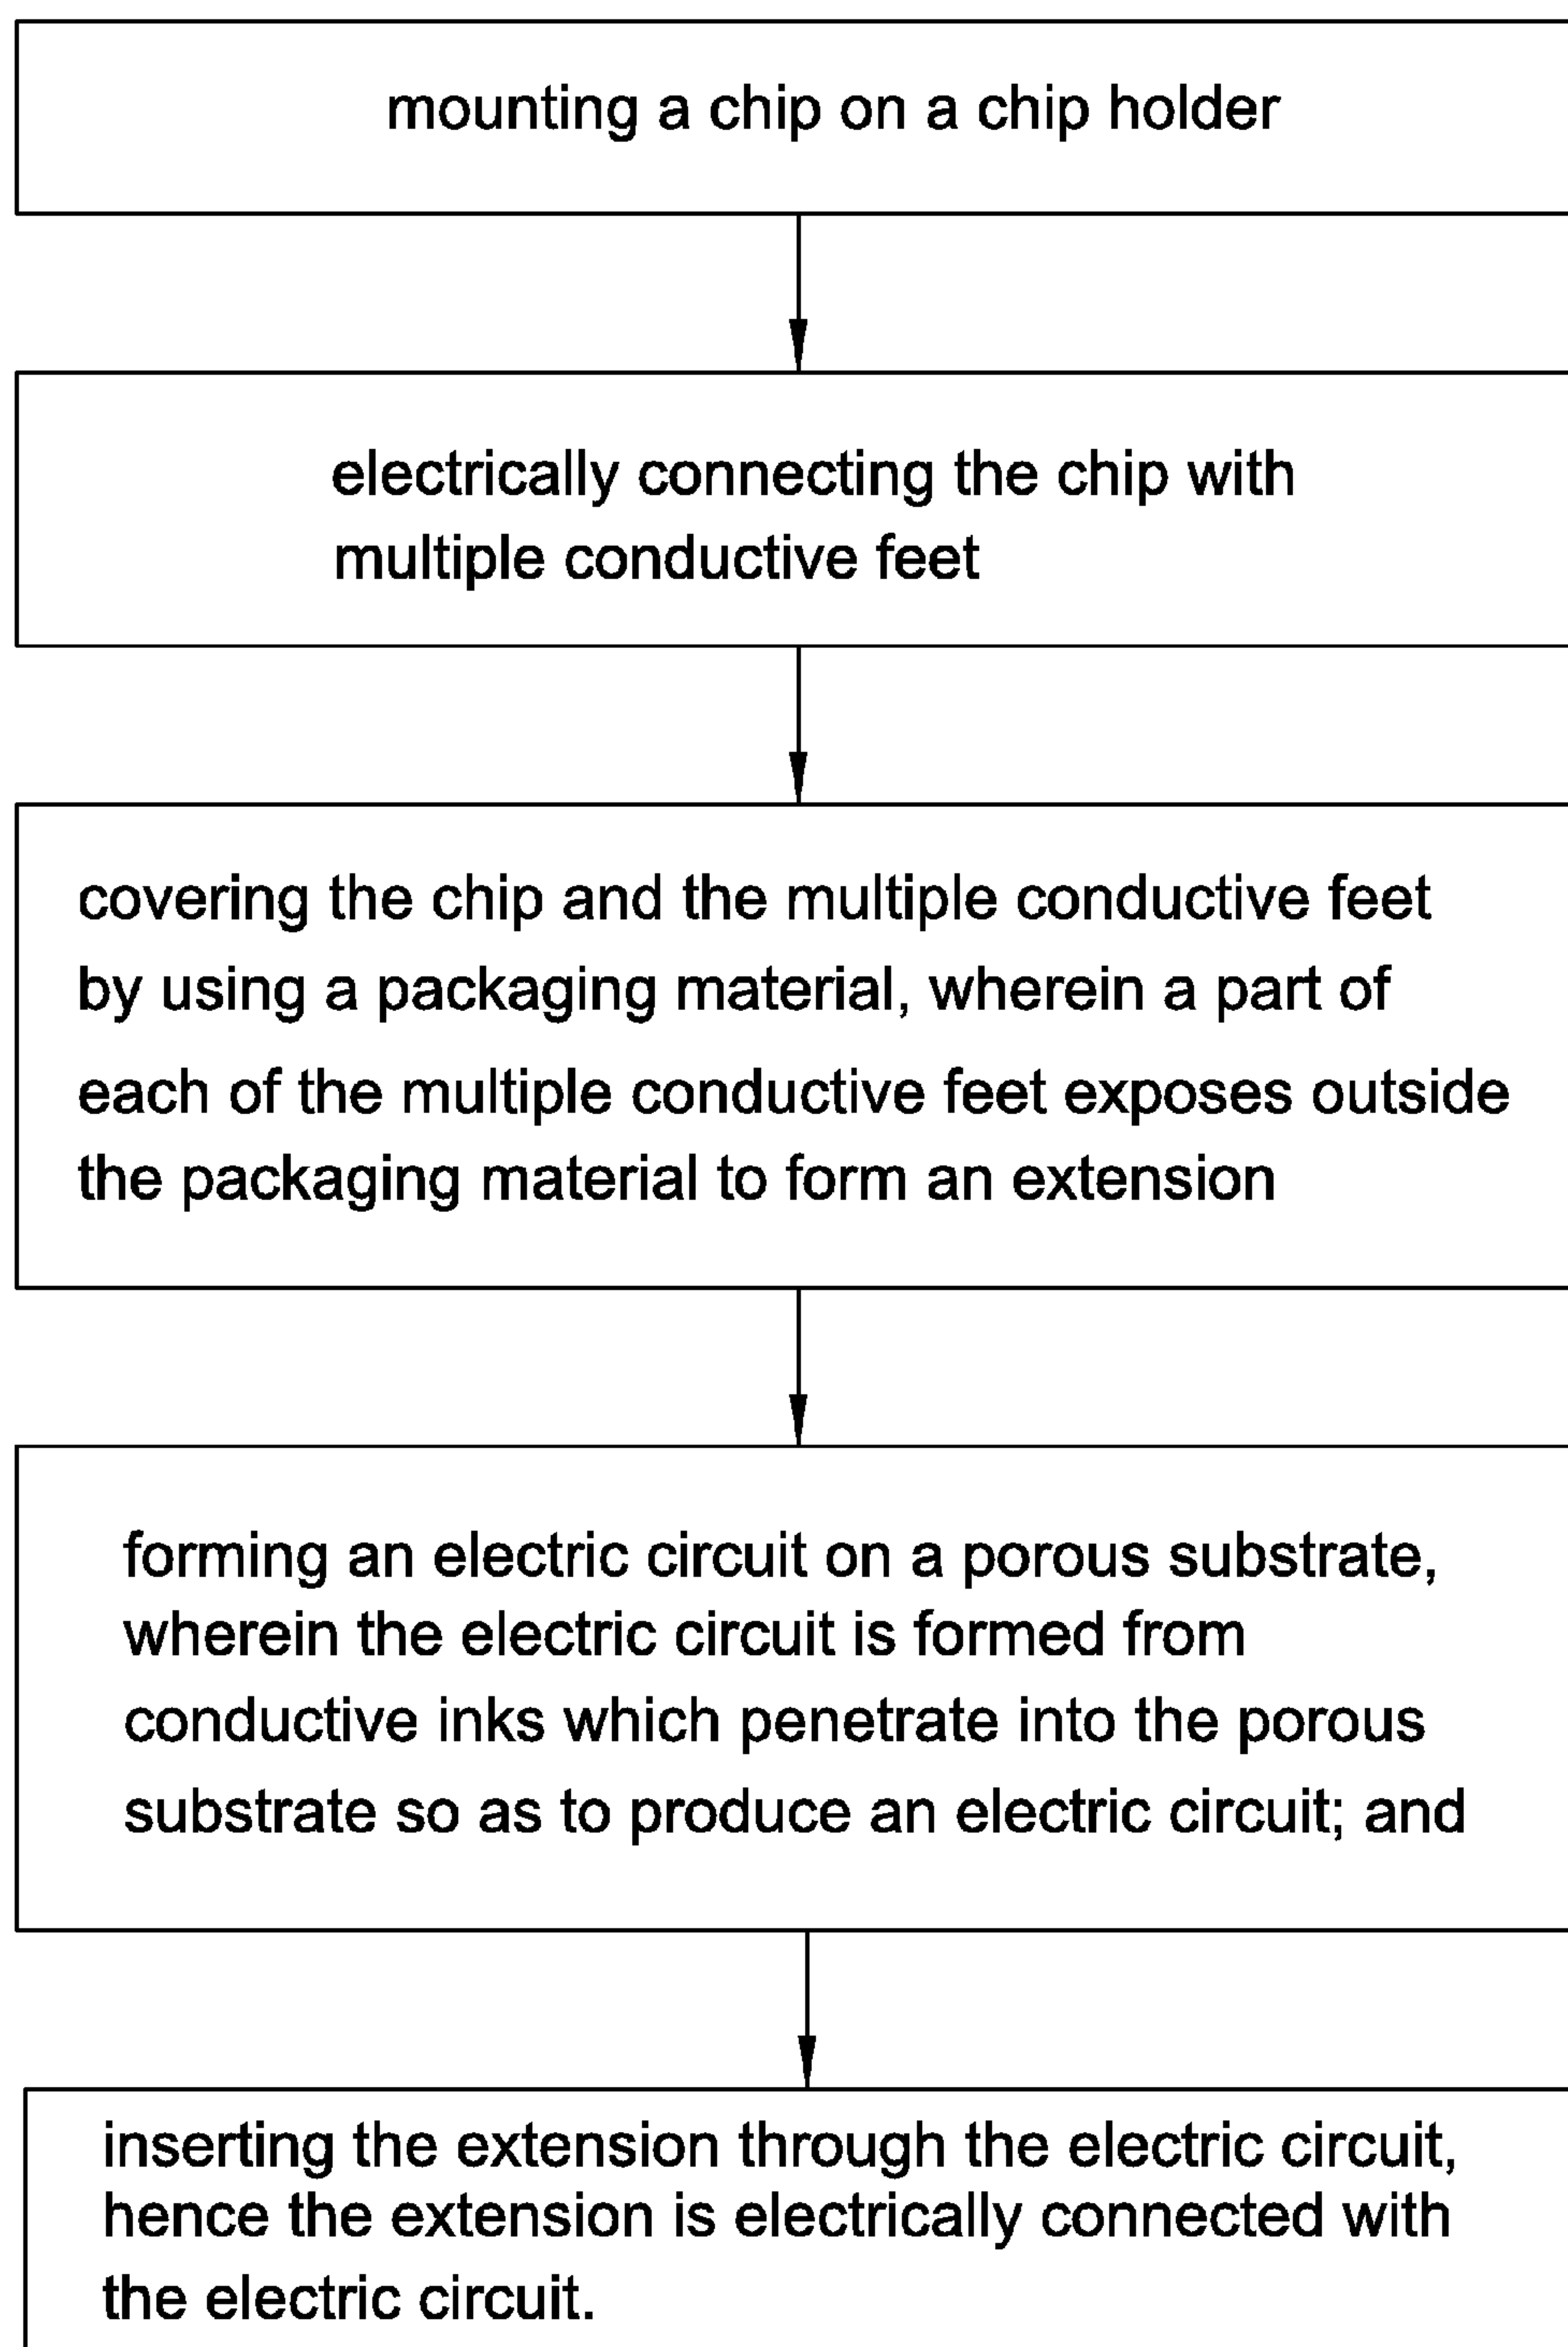 mounting a chip on a chip holder
electrically connecting the chip with
multiple conductive feet
covering the chip and the multiple conductive feet
by using a packaging material, wherein a part of
each of the multiple conductive feet exposes outside
the packaging material to form an extension
forming an electric circuit on a porous substrate,
wherein the electric circuit is formed from
conductive inks which penetrate into the porous
substrate so as to produce an electric circuit; and
inserting the extension through the electric circuit,
hence the extension is electrically connected with
the electric circuit.